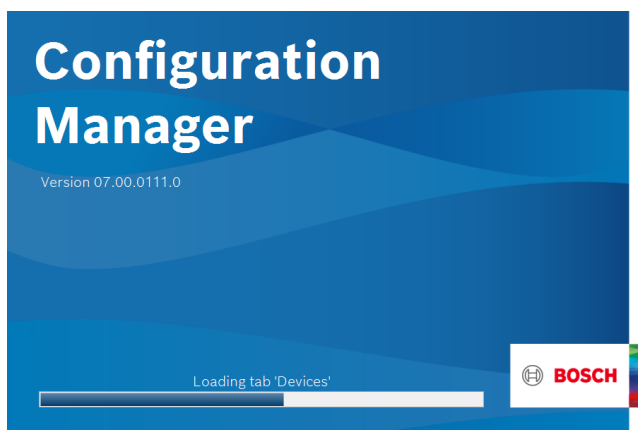 Configuration
Manager
Version 07.00.0111.0
Loading tab 'Devices'
BOSCH